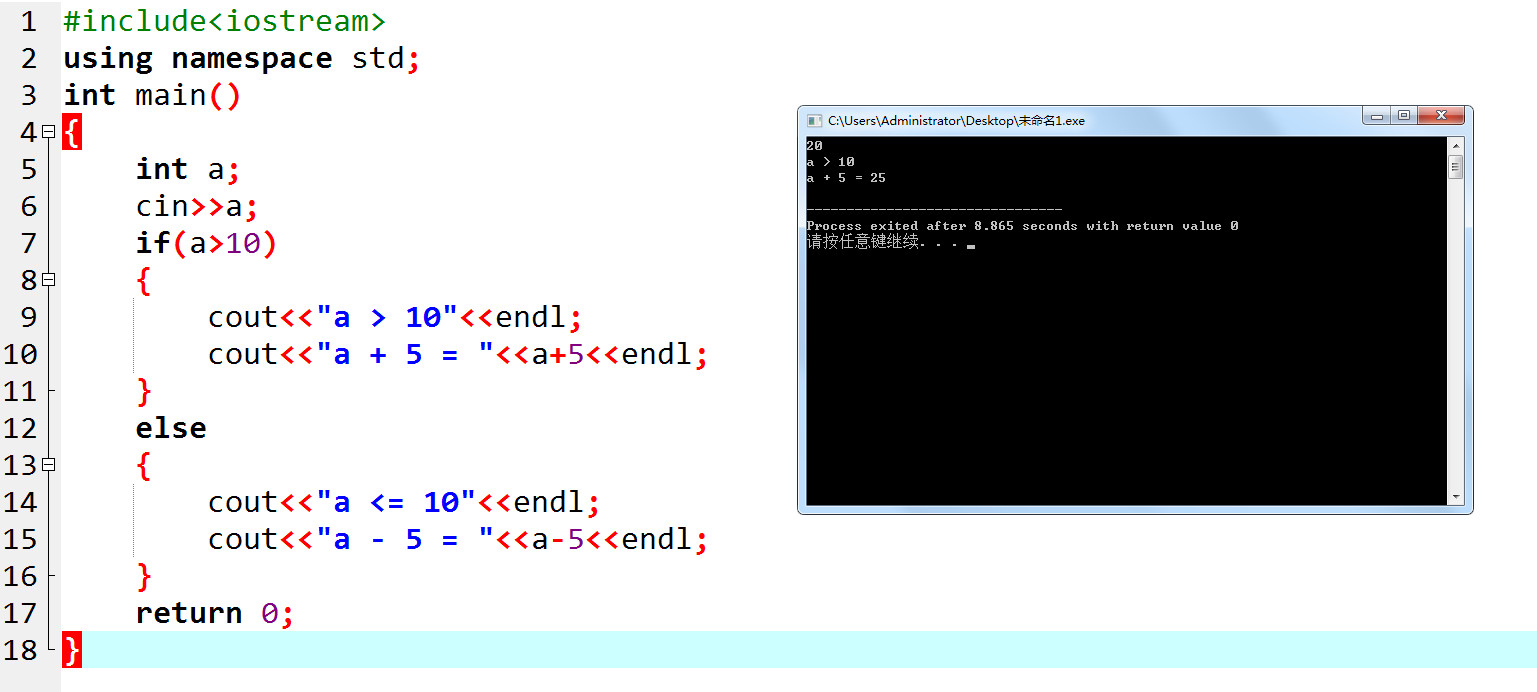 1 #include<iostream>
2 using namespace std;
3 int main()
4 {
5 int a;
6 cin>>a;
7 if(a>10)
8 {
9 cout<<"a > 10"<<endl;
10 cout<<"a + 5 = "<<a+5<<endl;
11 }
12 else
13 {
14 cout<<"a <= 10"<<endl;
15 cout<<"a - 5 = "<<a-5<<endl;
16 }
17 return 0;
18 }
C:\Users\Administrator\Desktop\未命名1.exe
20
a > 10
a + 5 = 25
--------------------------------
Process exited after 8.865 seconds with return value 0
请按任意键继续. . . _